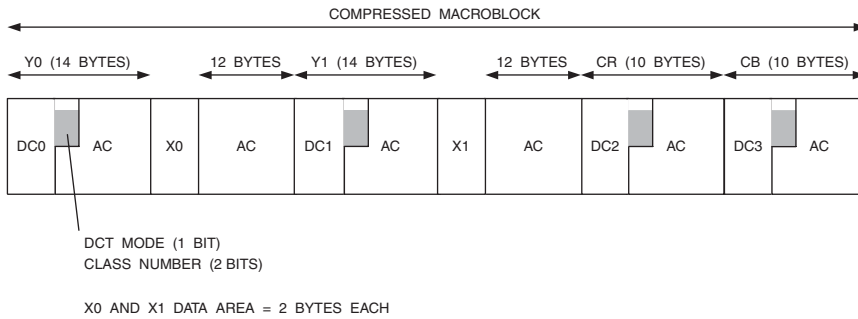 COMPRESSED MACROBLOCK
Y0 (14 BYTES) 12 BYTES Y1 (14 BYTES) 12 BYTES CR (10 BYTES) CB (10 BYTES)
DC0 AC X0 AC DC1 AC X1 AC DC2 AC DC3 AC
DCT MODE (1 BIT)
CLASS NUMBER (2 BITS)
X0 AND X1 DATA AREA = 2 BYTES EACH